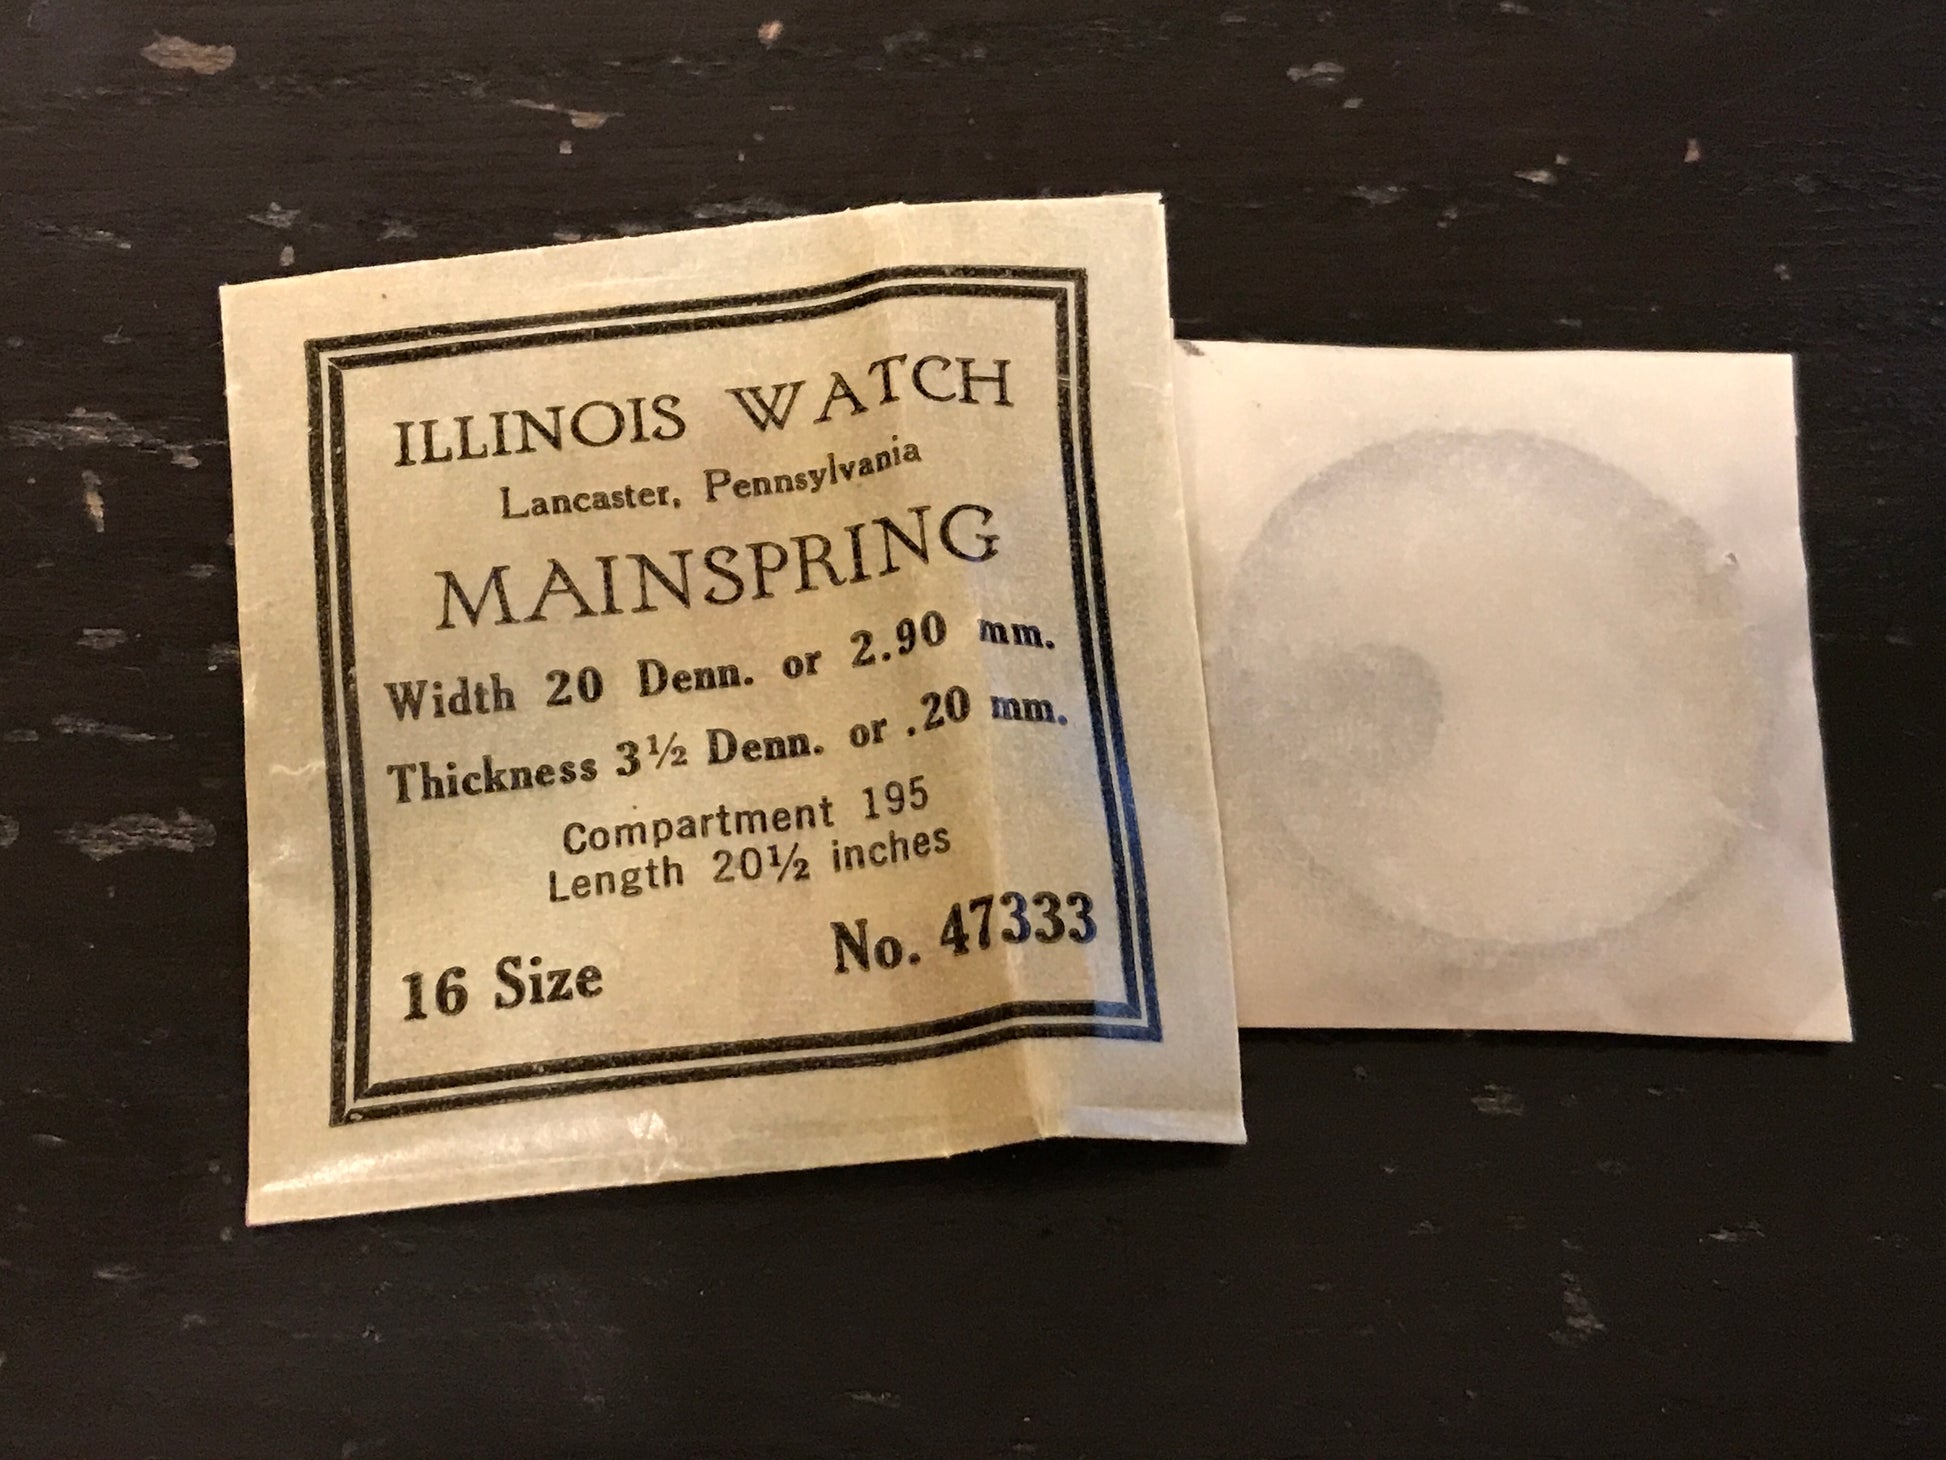 ILLINOIS WATCH
Lancaster, Pennsylvania
MAINSPRING
Width 20 Denn. or 2.90 mm.
Thickness 3½ Denn. or .20 mm.
Compartment 195
Length 20½ inches
16 Size No. 47333